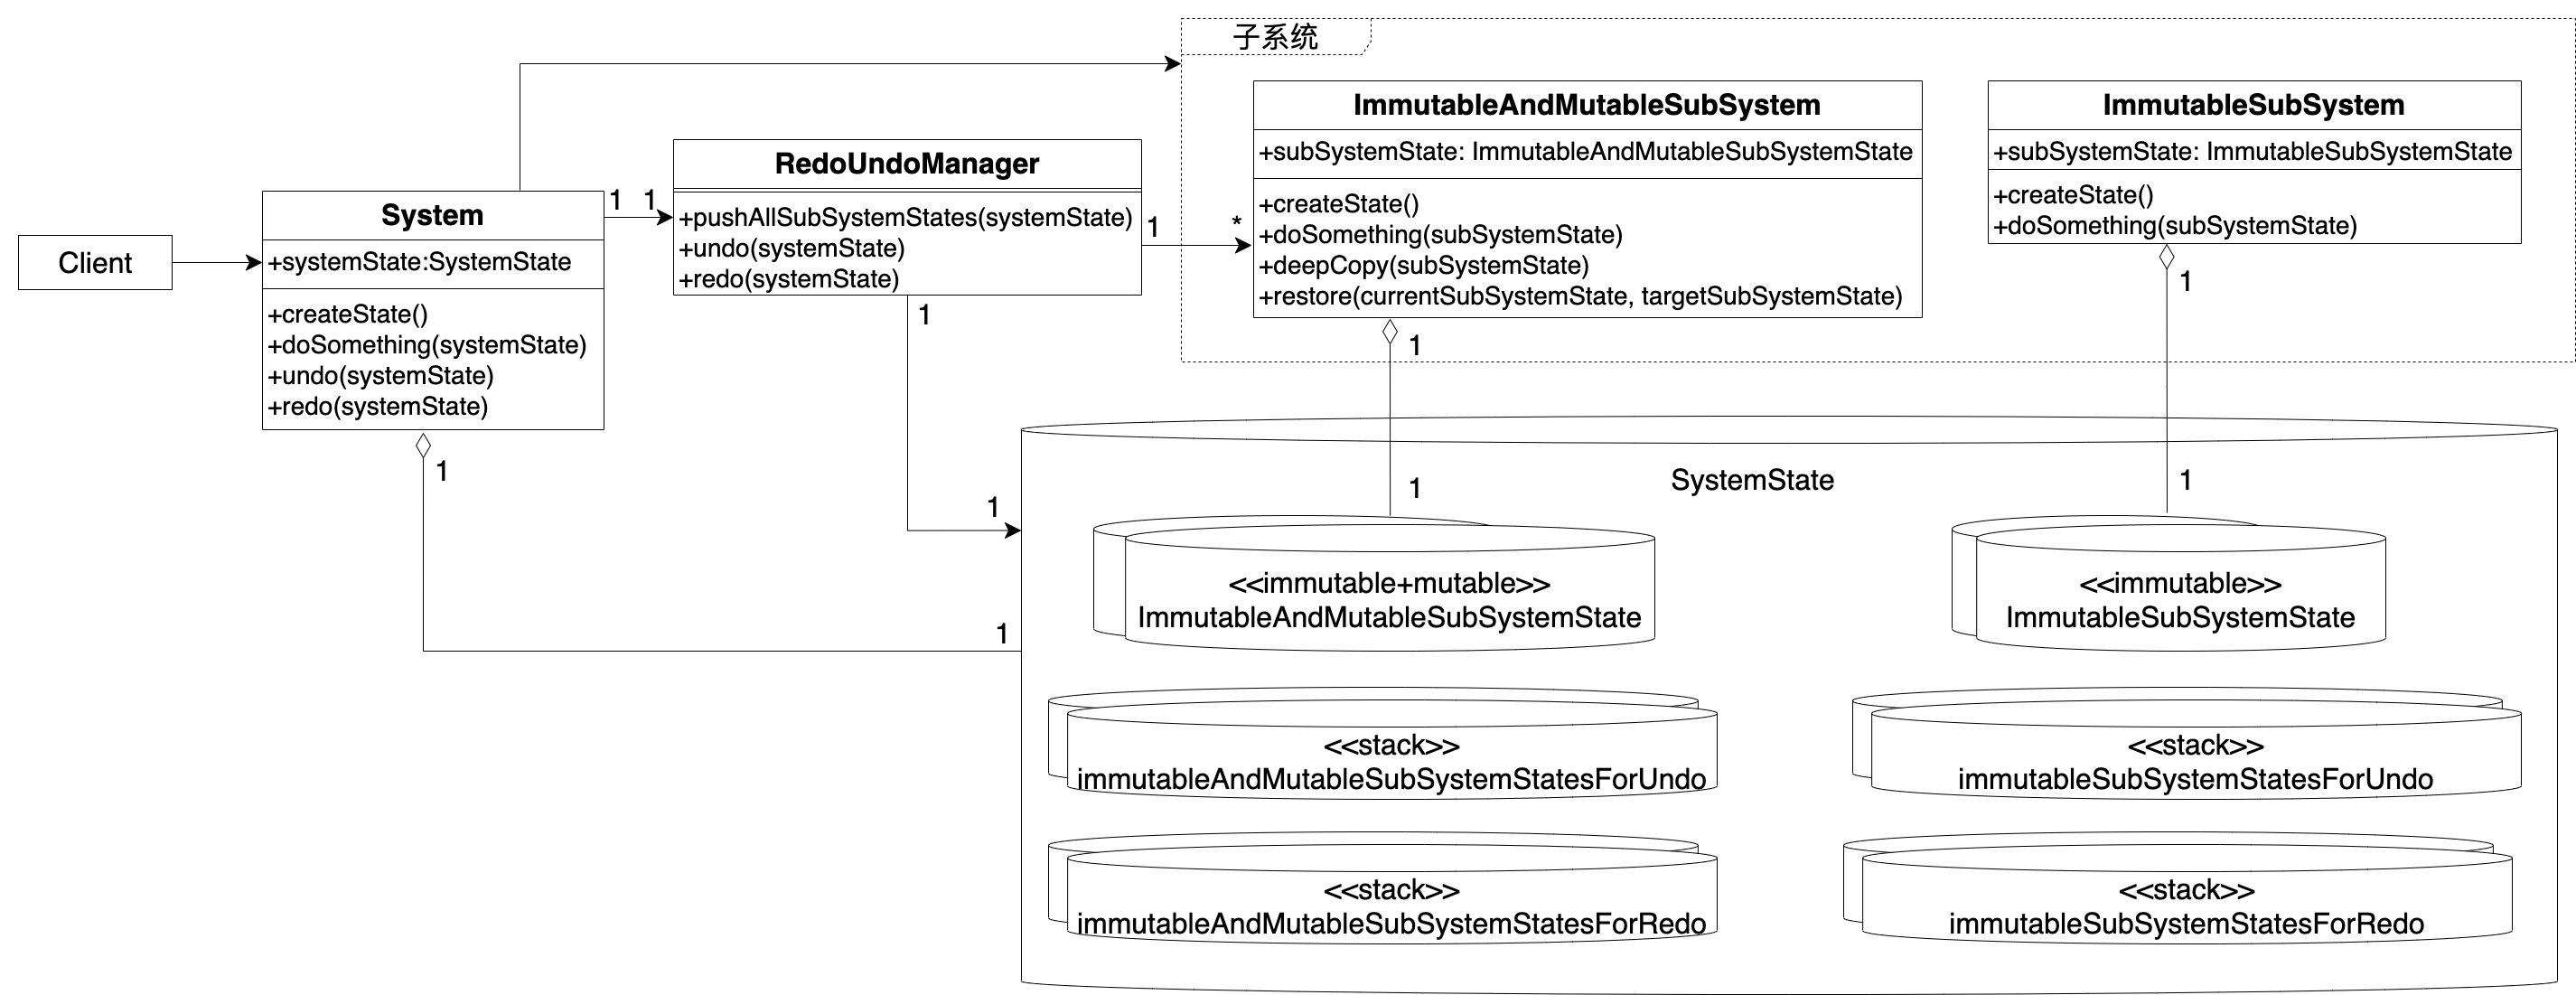 子系统
Client
System
+systemState:SystemState
+createState()
+doSomething(systemState)
+undo(systemState)
+redo(systemState)
1
1
1
RedoUndoManager
+pushAllSubSystemStates(systemState)
+undo(systemState)
+redo(systemState)
1
*
1
ImmutableAndMutableSubSystem
+subSystemState: ImmutableAndMutableSubSystemState
+createState()
+doSomething(subSystemState)
+deepCopy(subSystemState)
+restore(currentSubSystemState, targetSubSystemState)
1
ImmutableSubSystem
+subSystemState: ImmutableSubSystemState
+createState()
+doSomething(subSystemState)
1
SystemState
1
1
1
1
<<immutable+mutable>>
ImmutableAndMutableSubSystemState
<<immutable>>
ImmutableSubSystemState
<<stack>>
immutableAndMutableSubSystemStatesForUndo
<<stack>>
immutableSubSystemStatesForUndo
<<stack>>
immutableAndMutableSubSystemStatesForRedo
<<stack>>
immutableSubSystemStatesForRedo